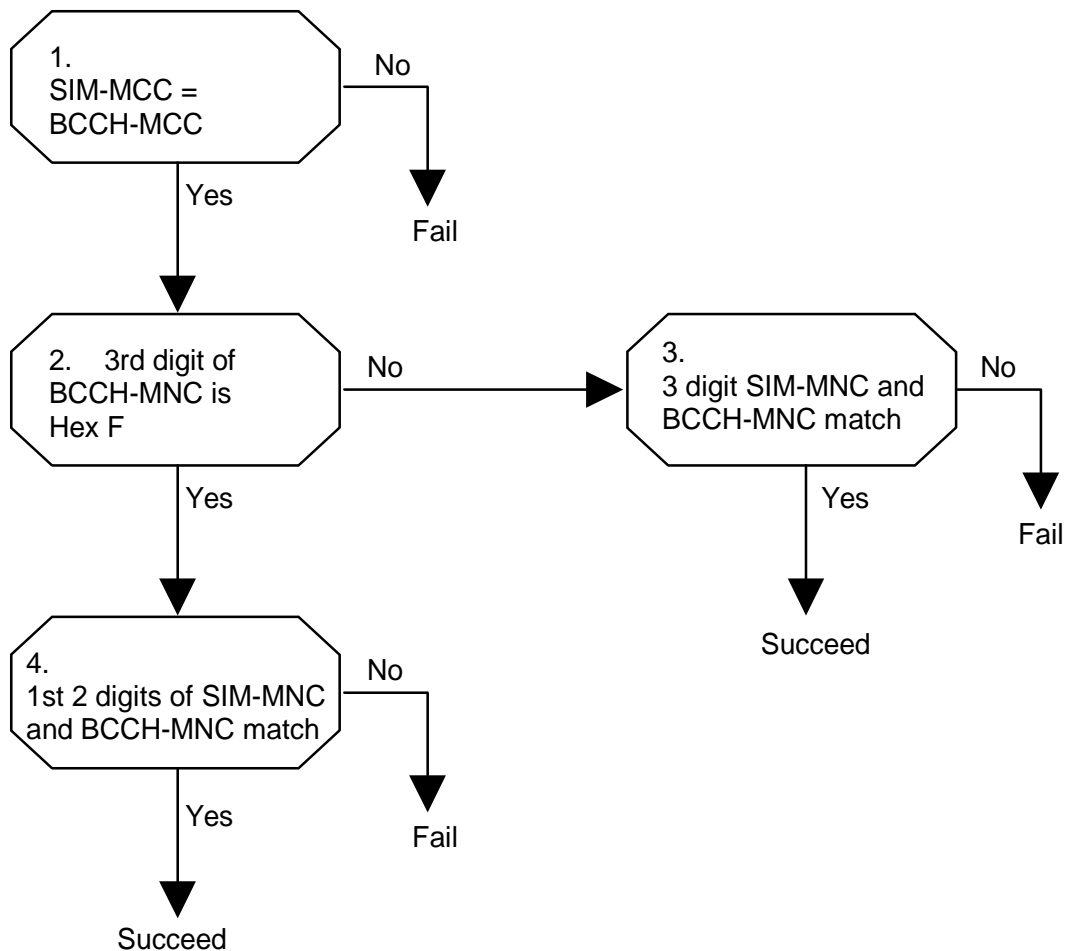 1.
SIM-MCC =
BCCH-MCC
No
Yes
Fail
2. 3rd digit of
BCCH-MNC is
Hex F
No
3.
3 digit SIM-MNC and
BCCH-MNC match
No
Yes
Yes
Fail
Succeed
4.
1st 2 digits of SIM-MNC
and BCCH-MNC match
No
Yes
Fail
Succeed